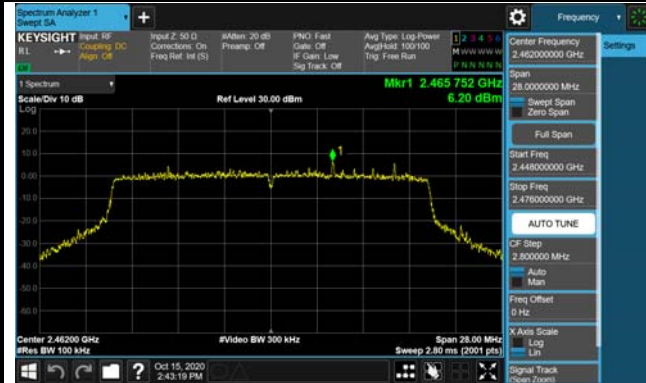 Spectrum Analyzer 1
Swept SA
Frequency
KEYSIGHT
RL
Input: RF
Coupling: DC
Align: Off
Input Z: 50 Ω
Corrections: On
Freq Ref: Int (S)
#Atten: 20 dB
Preamp: Off
PNO: Fast
Gate: Off
IF Gain: Low
Sig Track: Off
Avg Type: Log-Power
Avg|Hold: 100/100
Trig: Free Run
1 2 3 4 5 6
M W W W W W
P N N N N N
1 Spectrum
Scale/Div 10 dB
Ref Level 30.00 dBm
Mkr1 2.465 752 GHz
6.20 dBm
Log
20.0
10.0
0.00
-10.0
-20.0
-30.0
-40.0
-50.0
-60.0
1
Center 2.46200 GHz
#Res BW 100 kHz
#Video BW 300 kHz
Span 28.00 MHz
Sweep 2.80 ms (2001 pts)
Oct 15, 2020
2:43:19 PM
Center Frequency
2.462000000 GHz
Settings
Span
28.0000000 MHz
Swept Span
Zero Span
Full Span
Start Freq
2.448000000 GHz
Stop Freq
2.476000000 GHz
AUTO TUNE
CF Step
2.800000 MHz
Auto
Man
Freq Offset
0 Hz
X Axis Scale
Log
Lin
Signal Track
(Span Zoom)